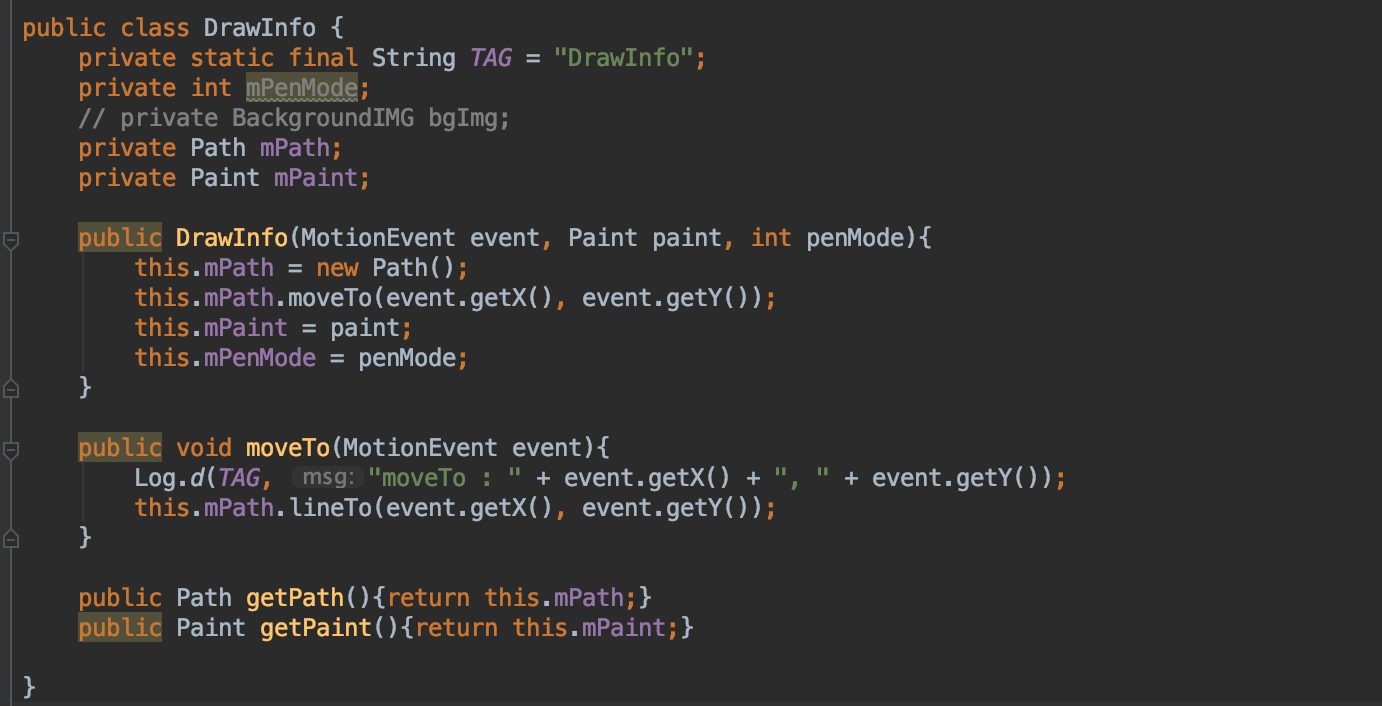 public class DrawInfo {
    private static final String TAG = "DrawInfo";
    private int mPenMode;
    // private BackgroundIMG bgImg;
    private Path mPath;
    private Paint mPaint;

    public DrawInfo(MotionEvent event, Paint paint, int penMode){
        this.mPath = new Path();
        this.mPath.moveTo(event.getX(), event.getY());
        this.mPaint = paint;
        this.mPenMode = penMode;
    }

    public void moveTo(MotionEvent event){
        Log.d(TAG, msg: "moveTo : " + event.getX() + ", " + event.getY());
        this.mPath.lineTo(event.getX(), event.getY());
    }

    public Path getPath(){return this.mPath;}
    public Paint getPaint(){return this.mPaint;}

}